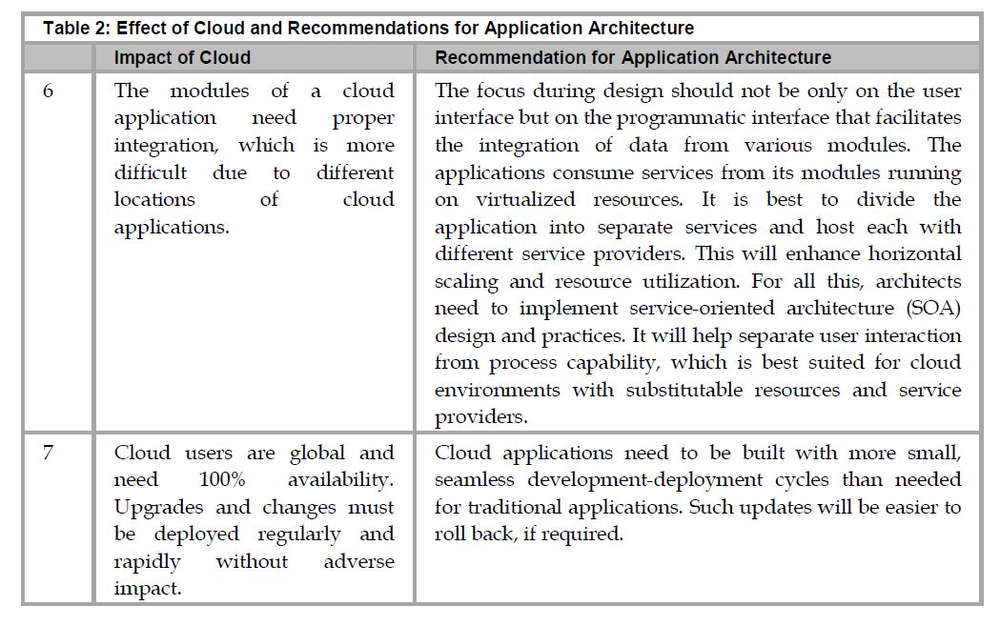 Table 2: Effect of Cloud and Recommendations for Application Architecture
Impact of Cloud
Recommendation for Application Architecture
6
The modules of a cloud
application need proper
integration, which is more
difficult due to different
locations of cloud
applications.
The focus during design should not be only on the user
interface but on the programmatic interface that facilitates
the integration of data from various modules. The
applications consume services from its modules running
on virtualized resources. It is best to divide the
application into separate services and host each with
different service providers. This will enhance horizontal
scaling and resource utilization. For all this, architects
need to implement service-oriented architecture (SOA)
design and practices. It will help separate user interaction
from process capability, which is best suited for cloud
environments with substitutable resources and service
providers.
7
Cloud users are global and
need 100% availability.
Upgrades and changes must
be deployed regularly and
rapidly without adverse
impact.
Cloud applications need to be built with more small,
seamless development-deployment cycles than needed
for traditional applications. Such updates will be easier to
roll back, if required.